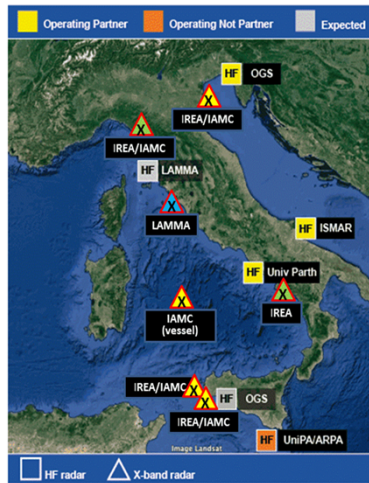 Operating Partner Operating Not Partner Expected
HF OGS
X
IREA/IAMC
X
IREA/IAMC
HF LAMMA
X
LAMMA
HF ISMAR
HF Univ Parth
X
IREA
X
IAMC
(vessel)
IREA/IAMC X
X
HF OGS
IREA/IAMC
HF UniPA/ARPA
Image Landsat
HF radar X-band radar